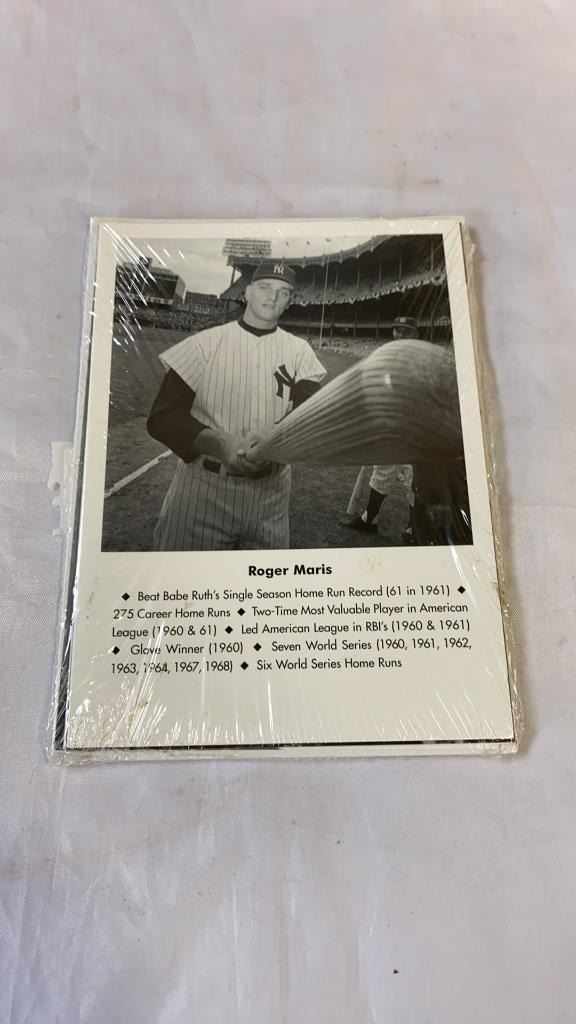 NY
NY
Roger Maris
◆ Beat Babe Ruth's Single Season Home Run Record (61 in 1961) ◆
275 Career Home Runs ◆ Two-Time Most Valuable Player in American
League (1960 & 61) ◆ Led American League in RBI's (1960 & 1961)
◆ Glove Winner (1960) ◆ Seven World Series (1960, 1961, 1962,
1963, 1964, 1967, 1968) ◆ Six World Series Home Runs